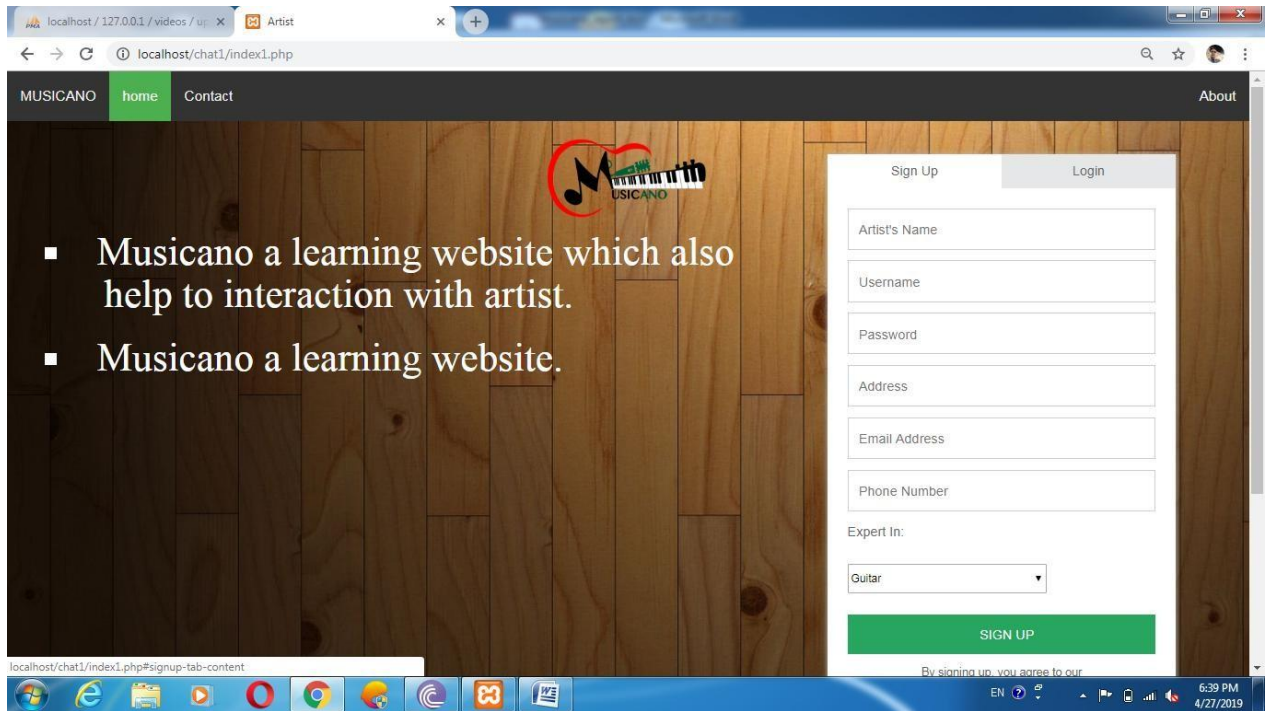 localhost / 127.0.0.1 / videos / up
Artist
localhost/chat1/index1.php
MUSICANO home Contact About
M
USICANO
Musicano a learning website which also
help to interaction with artist.
Musicano a learning website.
Sign Up Login
Artist's Name
Username
Password
Address
Email Address
Phone Number
Expert In:
Guitar
SIGN UP
By signing up, you agree to our
localhost/chat1/index1.php#signup-tab-content
EN
6:39 PM
4/27/2019